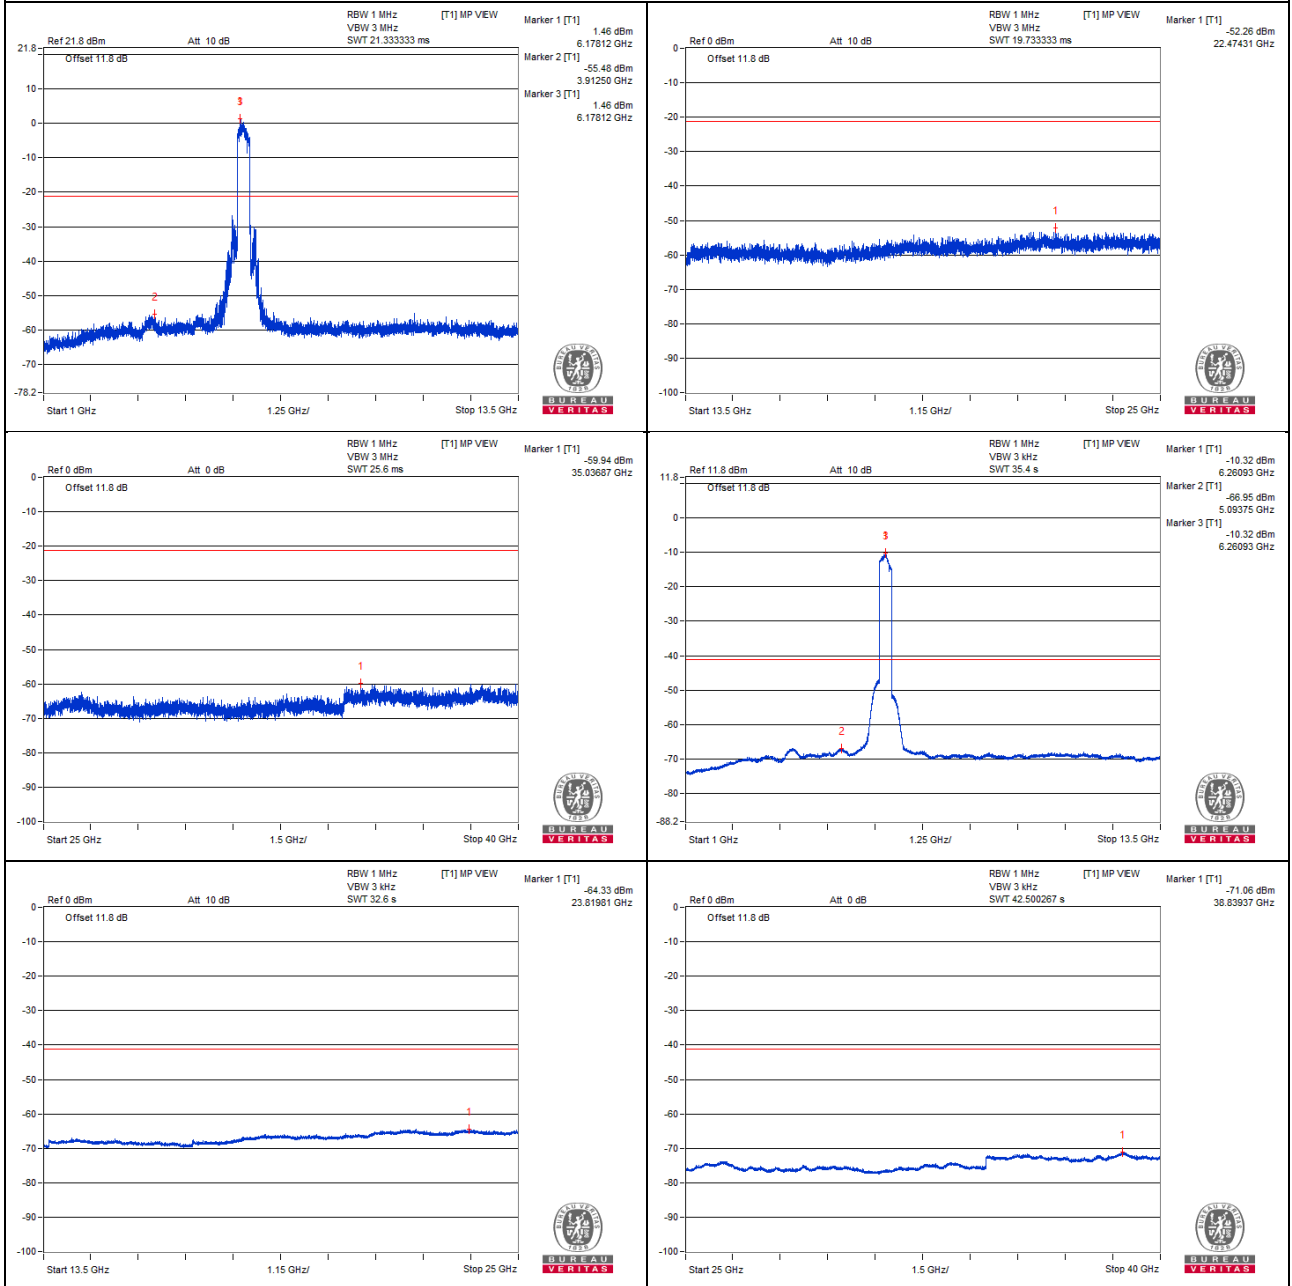 RBW 1 MHz [T1] MP VIEW
VBW 3 MHz
Ref 21.8 dBm Att 10 dB SWT 21.333333 ms
Marker 1 [T1]
1.46 dBm
6.17812 GHz
Marker 2 [T1]
-55.48 dBm
3.91250 GHz
Marker 3 [T1]
1.46 dBm
6.17812 GHz
21.8
Offset 11.8 dB
10
0
-10
-20
-30
-40
-50
-60
-70
-78.2
2
Start 1 GHz 1.25 GHz/ Stop 13.5 GHz
BUREAU
VERITAS
RBW 1 MHz [T1] MP VIEW
VBW 3 MHz
Ref 0 dBm Att 10 dB SWT 19.733333 ms
Marker 1 [T1]
-52.26 dBm
22.47431 GHz
0
Offset 11.8 dB
-10
-20
-30
-40
-50
-60
-70
-80
-90
-100
1
Start 13.5 GHz 1.15 GHz/ Stop 25 GHz
BUREAU
VERITAS
RBW 1 MHz [T1] MP VIEW
VBW 3 MHz
Ref 0 dBm Att 0 dB SWT 25.6 ms
Marker 1 [T1]
-59.94 dBm
35.03687 GHz
0
Offset 11.8 dB
-10
-20
-30
-40
-50
-60
-70
-80
-90
-100
1
Start 25 GHz 1.5 GHz/ Stop 40 GHz
BUREAU
VERITAS
RBW 1 MHz [T1] MP VIEW
VBW 3 kHz
Ref 11.8 dBm Att 10 dB SWT 35.4 s
Marker 1 [T1]
-10.32 dBm
6.26093 GHz
Marker 2 [T1]
-66.95 dBm
5.09375 GHz
Marker 3 [T1]
-10.32 dBm
6.26093 GHz
11.8
Offset 11.8 dB
0
-10
-20
-30
-40
-50
-60
-70
-80
-88.2
2
Start 1 GHz 1.25 GHz/ Stop 13.5 GHz
BUREAU
VERITAS
RBW 1 MHz [T1] MP VIEW
VBW 3 kHz
Ref 0 dBm Att 10 dB SWT 32.6 s
Marker 1 [T1]
-64.33 dBm
23.81981 GHz
0
Offset 11.8 dB
-10
-20
-30
-40
-50
-60
-70
-80
-90
-100
1
Start 13.5 GHz 1.15 GHz/ Stop 25 GHz
BUREAU
VERITAS
RBW 1 MHz [T1] MP VIEW
VBW 3 kHz
Ref 0 dBm Att 0 dB SWT 42.500267 s
Marker 1 [T1]
-71.06 dBm
38.83937 GHz
0
Offset 11.8 dB
-10
-20
-30
-40
-50
-60
-70
-80
-90
-100
1
Start 25 GHz 1.5 GHz/ Stop 40 GHz
BUREAU
VERITAS